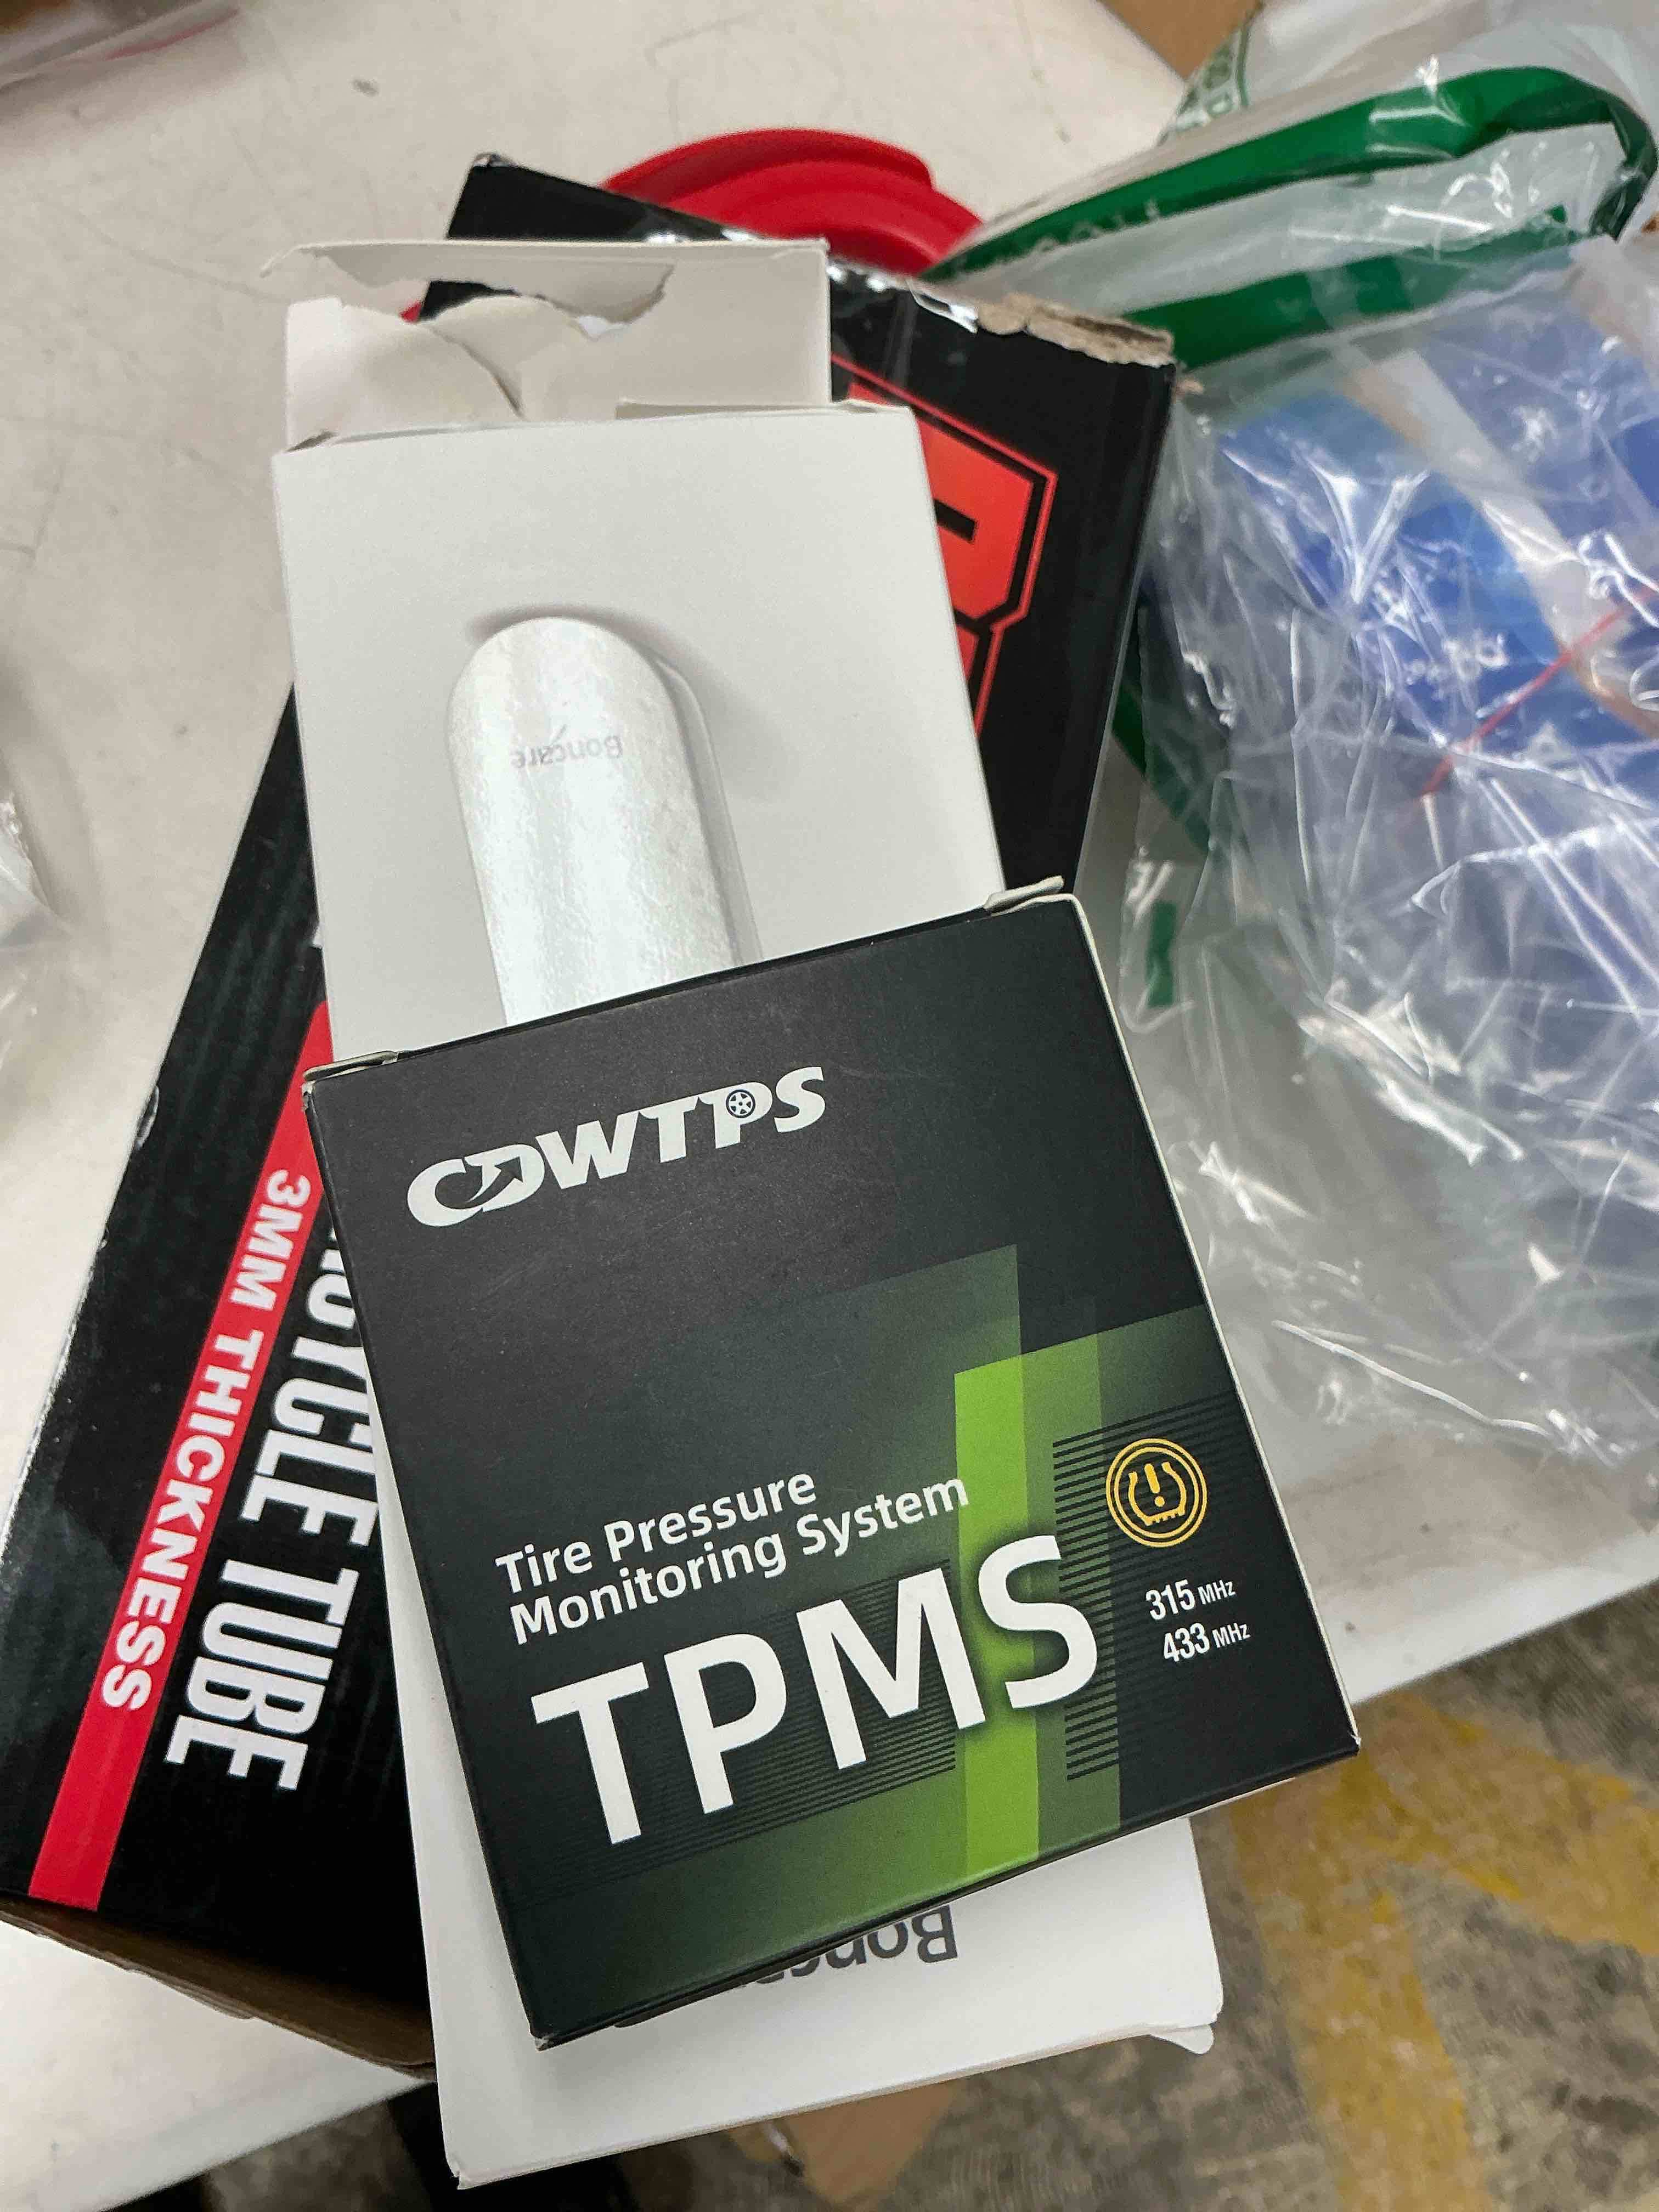 Boncare
CDWTPS
Tire Pressure
Monitoring System
TPMS
315 MHz
433 MHz
3MM THICKNESS
TUBE